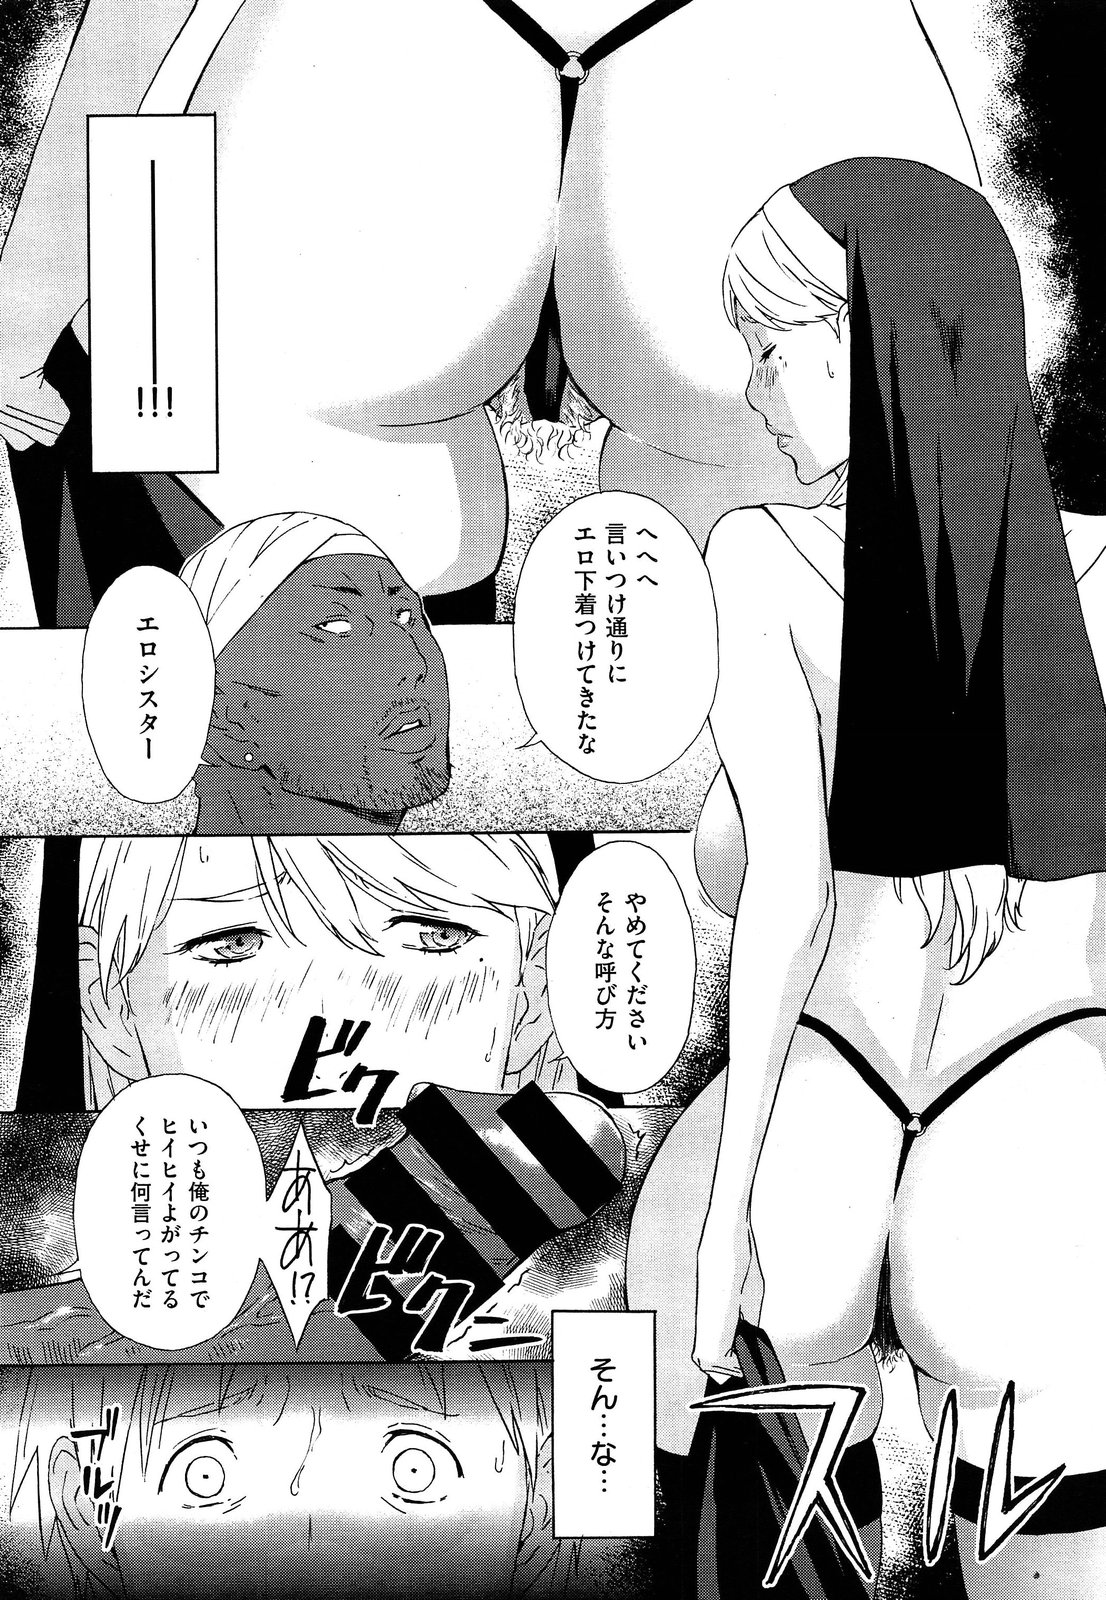 ———!!!
へへへ
言いつけ通りに
エロ下着つけてきたな
エロシスター
スル
やめてください
そんな呼び方
ビク
ああ!?
いつも俺のチンコで
ヒイヒイよがってる
くせに何言ってんだ
ビクン
そん…な…
ブル
ブル